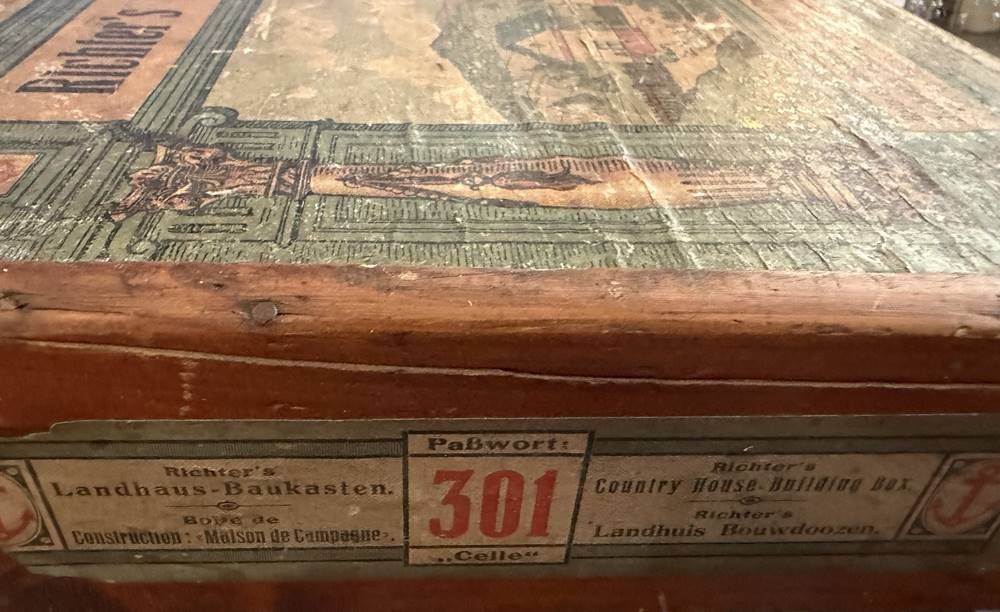 Richter's
Richter's
Landhaus-Baukasten.
Boîte de
Construction: «Maison de Campagne».
Paßwort:
301
„Celle“
Richter's
Country House-Building Box.
Richter's
Landhuis Bouwdoozen.